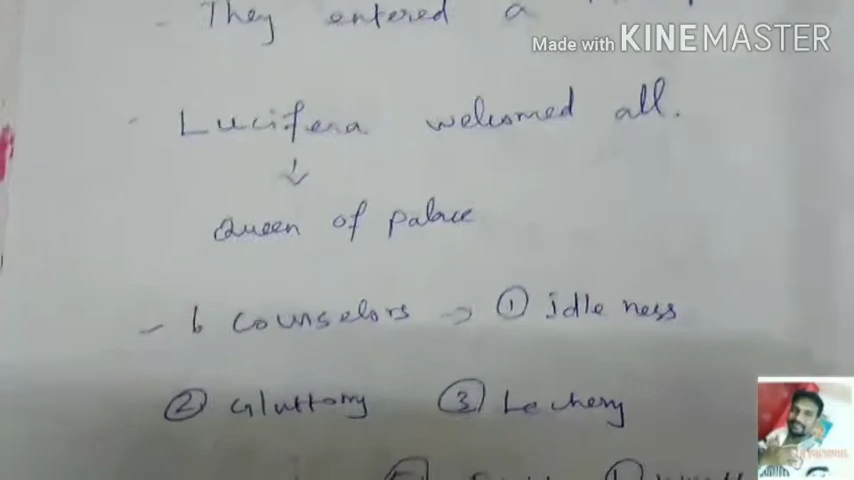 - They entered a
Made with KINEMASTER
- Lucifera welcomed all.
↓
Queen of palace
- 6 counselors → ① idleness
② Gluttony ③ Lechery